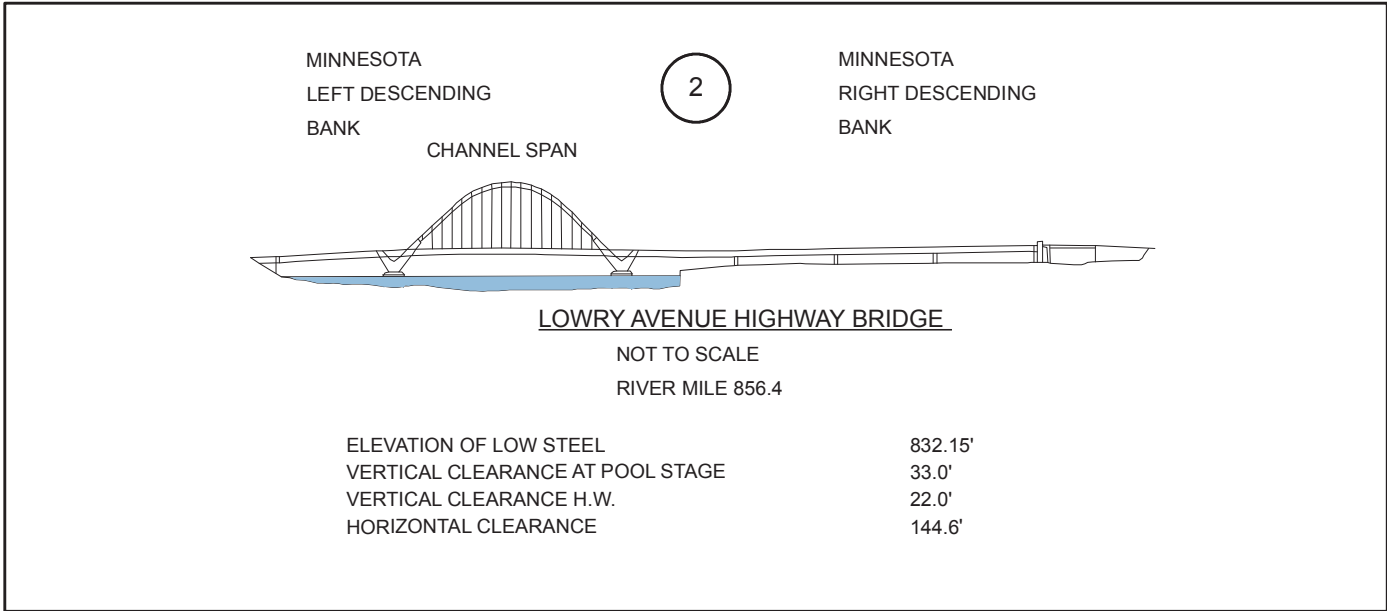 MINNESOTA
LEFT DESCENDING
BANK
2
MINNESOTA
RIGHT DESCENDING
BANK
CHANNEL SPAN
LOWRY AVENUE HIGHWAY BRIDGE
NOT TO SCALE
RIVER MILE 856.4
ELEVATION OF LOW STEEL 832.15'
VERTICAL CLEARANCE AT POOL STAGE 33.0'
VERTICAL CLEARANCE H.W. 22.0'
HORIZONTAL CLEARANCE 144.6'